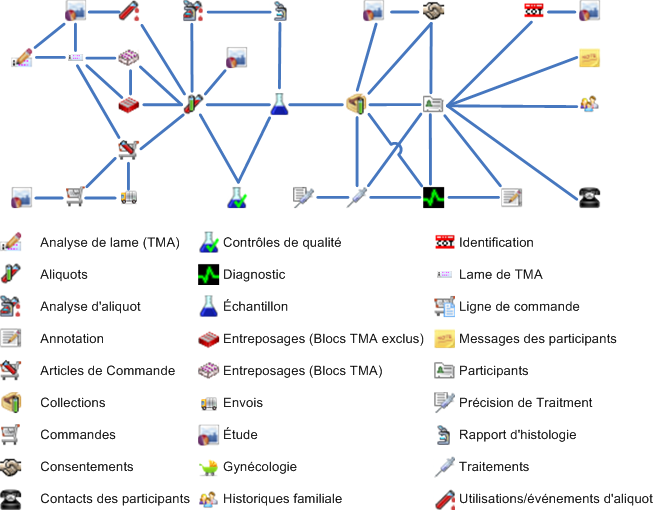 Analyse de lame (TMA) Contrôles de qualité Identification
Aliquots Diagnostic Lame de TMA
Analyse d'aliquot Échantillon Ligne de commande
Annotation Entreposages (Blocs TMA exclus) Messages des participants
Articles de Commande Entreposages (Blocs TMA) Participants
Collections Envois Précision de Traitment
Commandes Étude Rapport d'histologie
Consentements Gynécologie Traitements
Contacts des participants Historiques familiale Utilisations/événements d'aliquot